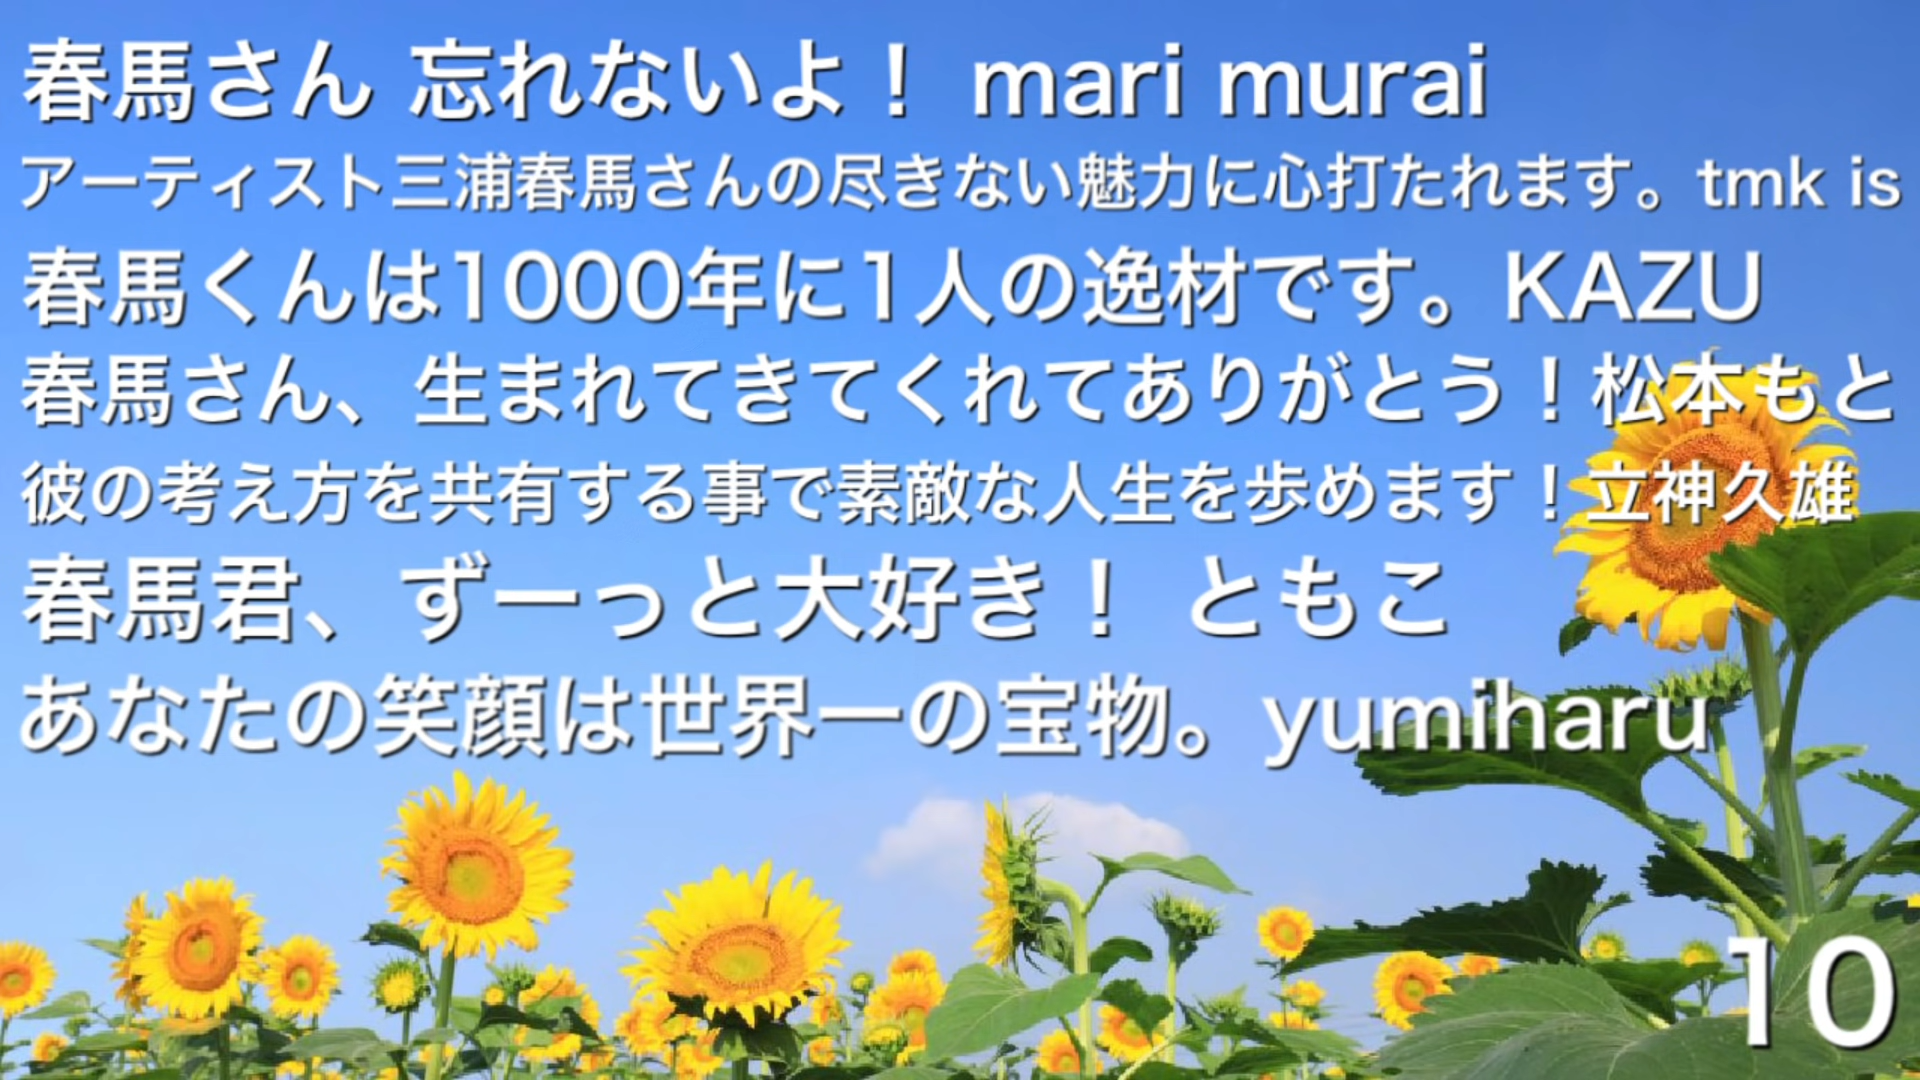 春馬さん 忘れないよ！ mari murai
アーティスト三浦春馬さんの尽きない魅力に心打たれます。tmk is
春馬くんは1000年に1人の逸材です。KAZU
春馬さん、生まれてきてくれてありがとう！松本もと
彼の考え方を共有する事で素敵な人生を歩めます！立神久雄
春馬君、ずーっと大好き！ ともこ
あなたの笑顔は世界一の宝物。yumiharu
10